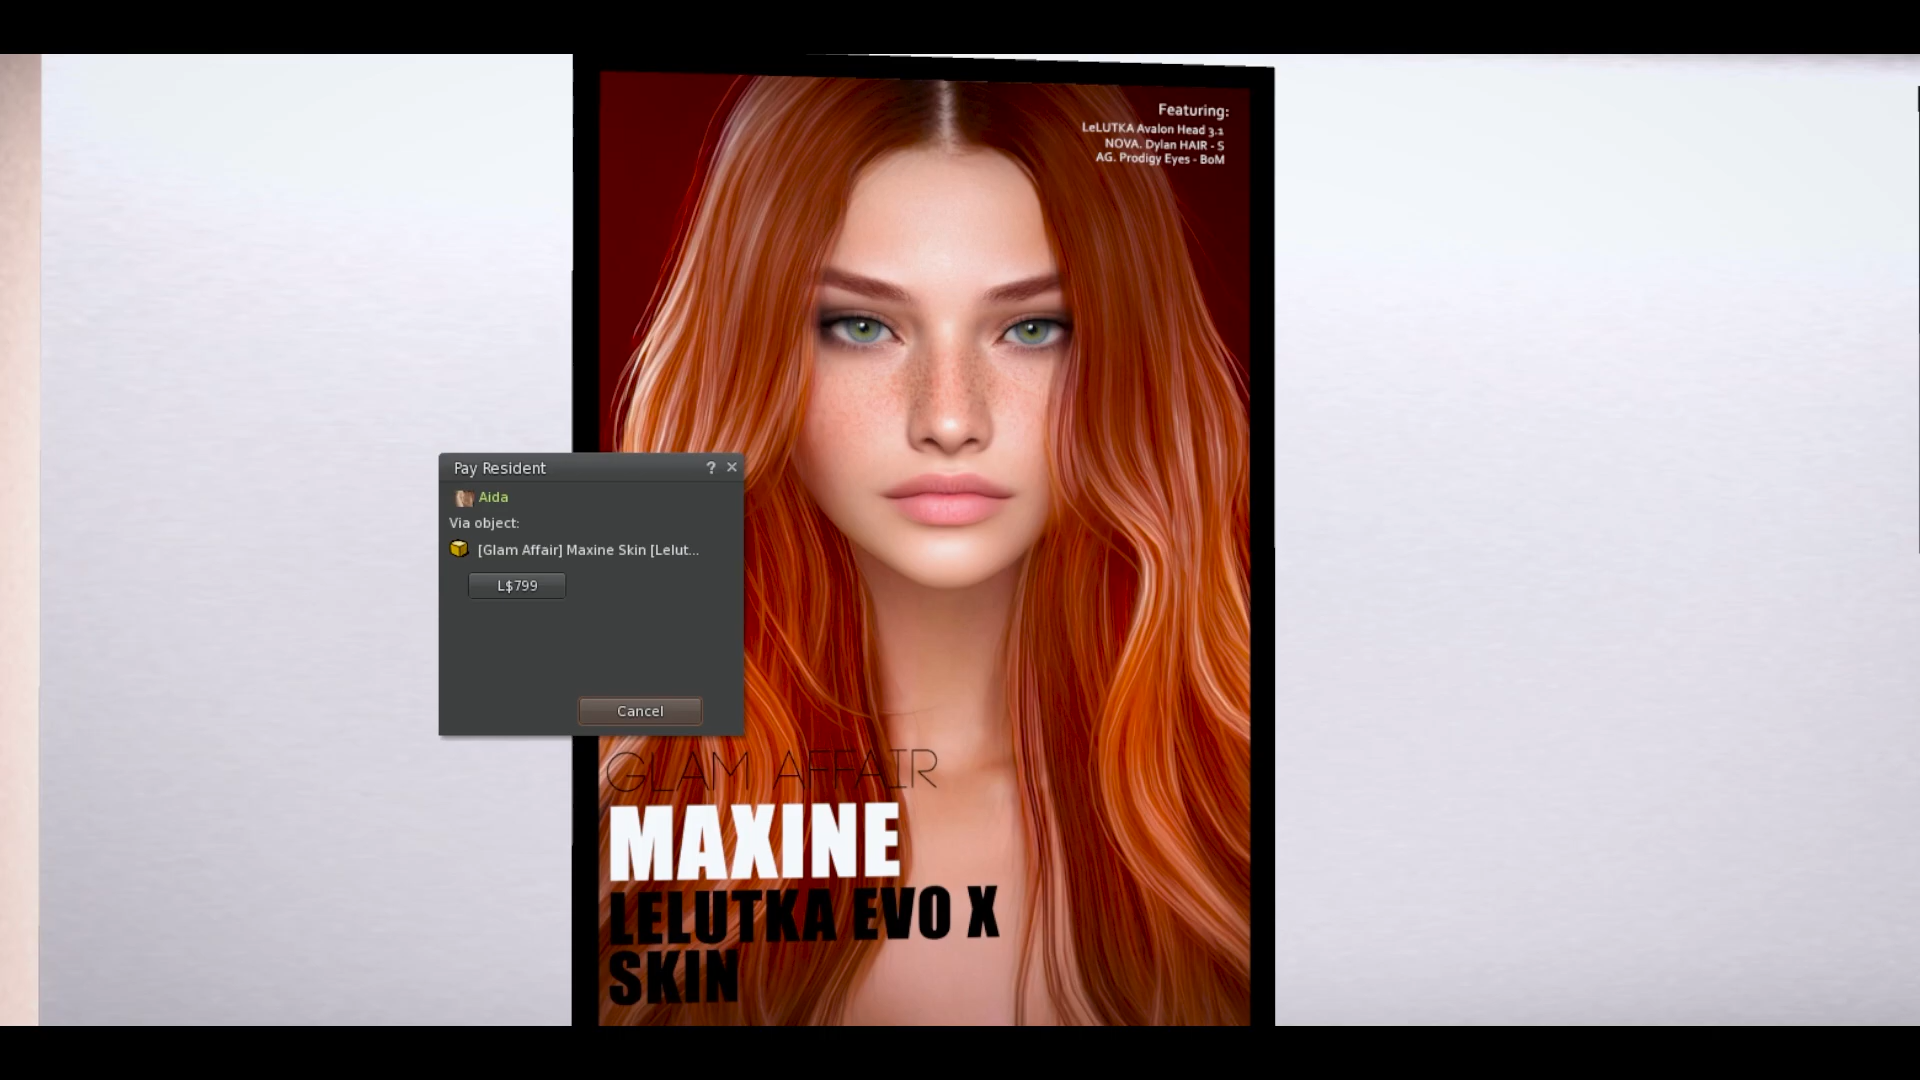 Featuring:
LeLUTKA Avalon Head 3.1
NOVA. Dylan HAIR - S
AG. Prodigy Eyes - BoM
Pay Resident
? ×
Aida
Via object:
[Glam Affair] Maxine Skin [Lelut...
L$799
Cancel
GLAM AFFAIR
MAXINE
LELUTKA EVO X
SKIN